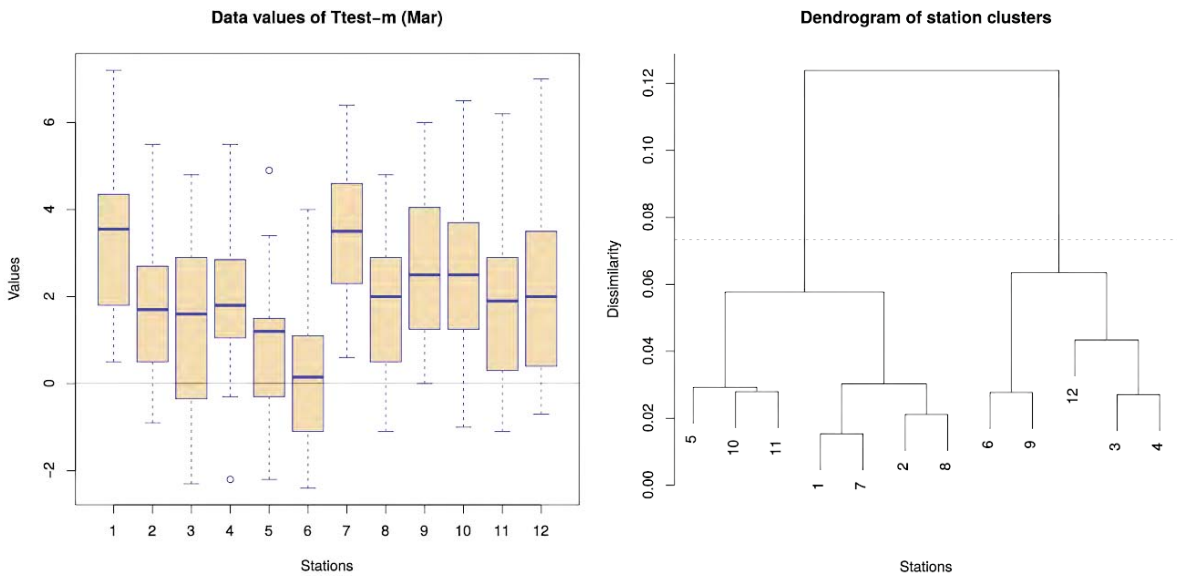 Data values of Ttest−m (Mar)
Values
6
4
2
0
−2
1 2 3 4 5 6 7 8 9 10 11 12
Stations
Dendrogram of station clusters
Dissimilarity
0.12
0.10
0.08
0.06
0.04
0.02
0.00
5 10 11 1 7 2 8 6 9 12 3 4
Stations